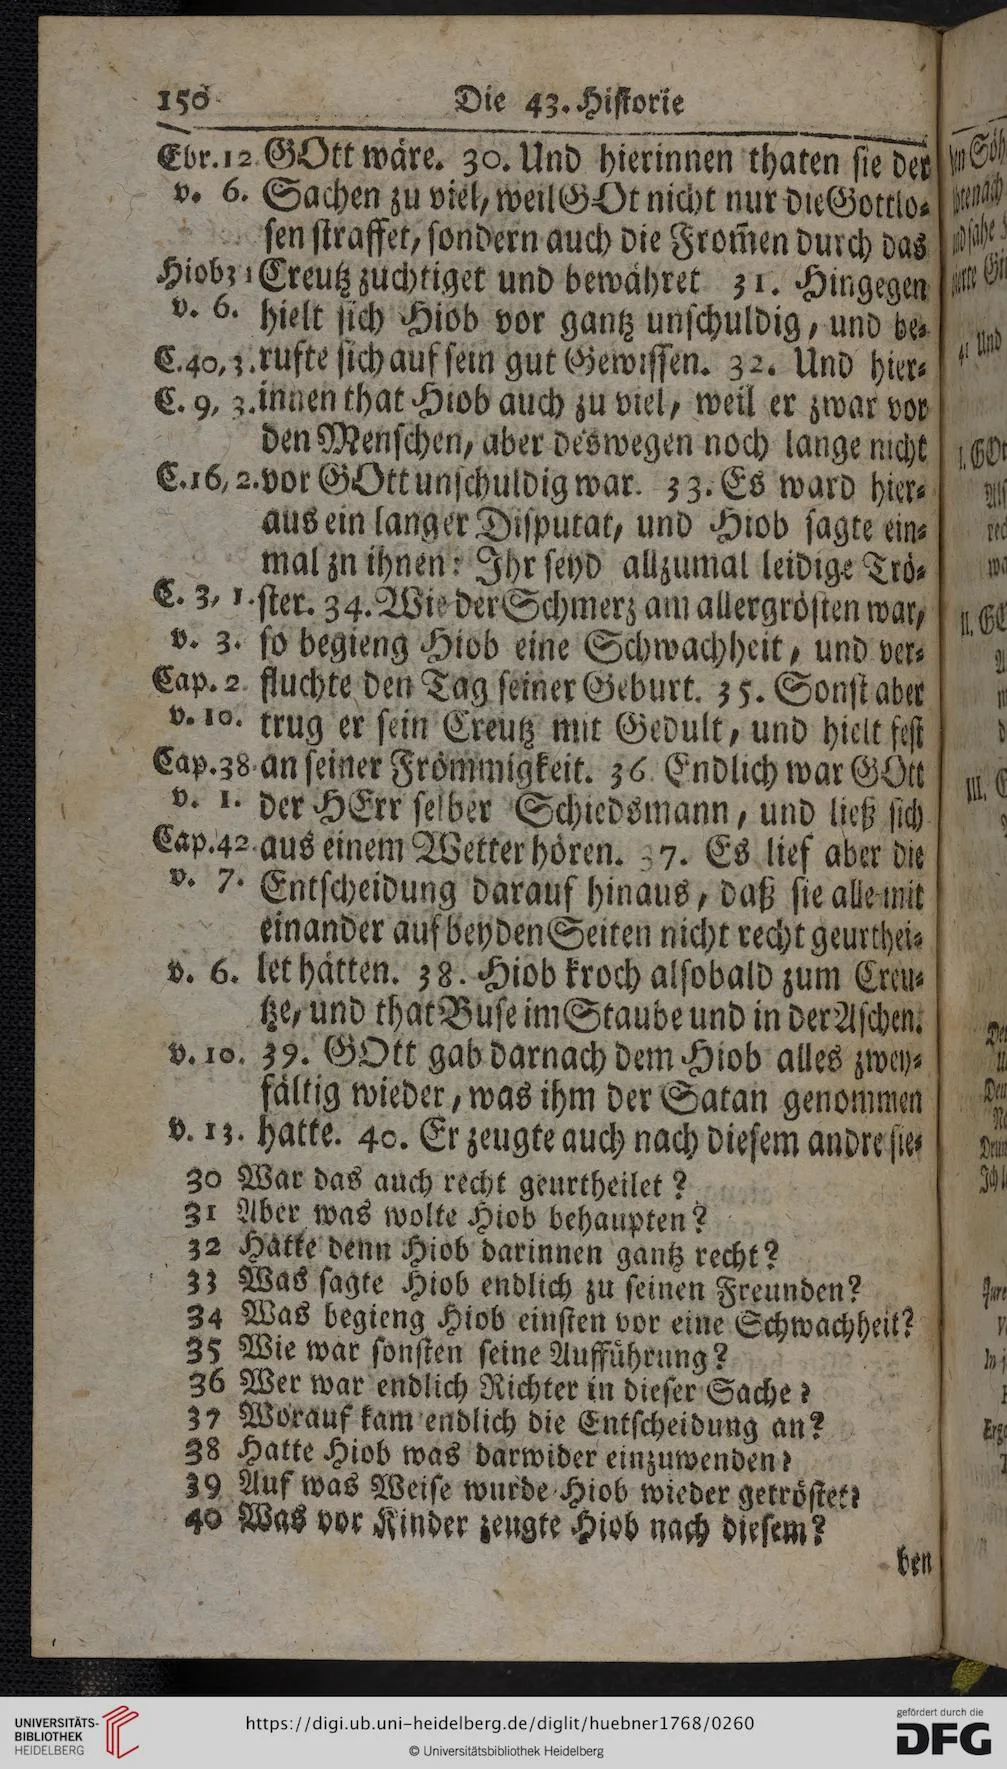 150 Die 43. Historie
Ebr.12 GOtt wäre. 30. Und hierinnen thaten sie der
v. 6. Sachen zu viel, weil GOt nicht nur die Gottlo-
sen straffet, sondern auch die From̃en durch das
Hiob31 Creutz zuchtiget und bewähret 31. Hingegen
v. 6. hielt sich Hiob vor gantz unschuldig, und be-
C.40,3. rufte sich auf sein gut Gewissen. 32. Und hier-
C. 9, 3. innen that Hiob auch zu viel, weil er zwar vor
den Menschen, aber deswegen noch lange nicht
C.16,2. vor GOtt unschuldig war. 33. Es ward hier-
aus ein langer Disputat, und Hiob sagte ein-
mal zn ihnen: Ihr seyd allzumal leidige Trö-
C. 3, 1. ster. 34. Wie der Schmerz am allergrösten war,
v. 3. so begieng Hiob eine Schwachheit, und ver-
Cap. 2 fluchte den Tag seiner Geburt. 35. Sonst aber
v. 10. trug er sein Creutz mit Gedult, und hielt fest
Cap.38 an seiner Frömmigkeit. 36 Endlich war GOtt
v. 1. der HErr selber Schiedsmann, und ließ sich
Cap.42 aus einem Wetter hören. 37. Es lief aber die
v. 7. Entscheidung darauf hinaus, daß sie alle mit
einander auf beyden Seiten nicht recht geurthei-
v. 6. let hätten. 38. Hiob kroch alsobald zum Creu-
tze, und that Buse im Staube und in der Aschen.
v. 10. 39. GOtt gab darnach dem Hiob alles zwey-
fältig wieder, was ihm der Satan genommen
v. 13. hatte. 40. Er zeugte auch nach diesem andre sie-
30 War das auch recht geurtheilet?
31 Aber was wolte Hiob behaupten?
32 Hatte denn Hiob darinnen gantz recht?
33 Was sagte Hiob endlich zu seinen Freunden?
34 Was begieng Hiob einsten vor eine Schwachheit?
35 Wie war sonsten seine Aufführung?
36 Wer war endlich Richter in dieser Sache?
37 Worauf kam endlich die Entscheidung an?
38 Hatte Hiob was darwider einzuwenden?
39 Auf was Weise wurde Hiob wieder getröstet?
40 Was vor Kinder zeugte Hiob nach diesem?
ben
UNIVERSITÄTS-
BIBLIOTHEK
HEIDELBERG
https://digi.ub.uni-heidelberg.de/diglit/huebner1768/0260
© Universitätsbibliothek Heidelberg
gefördert durch die
DFG